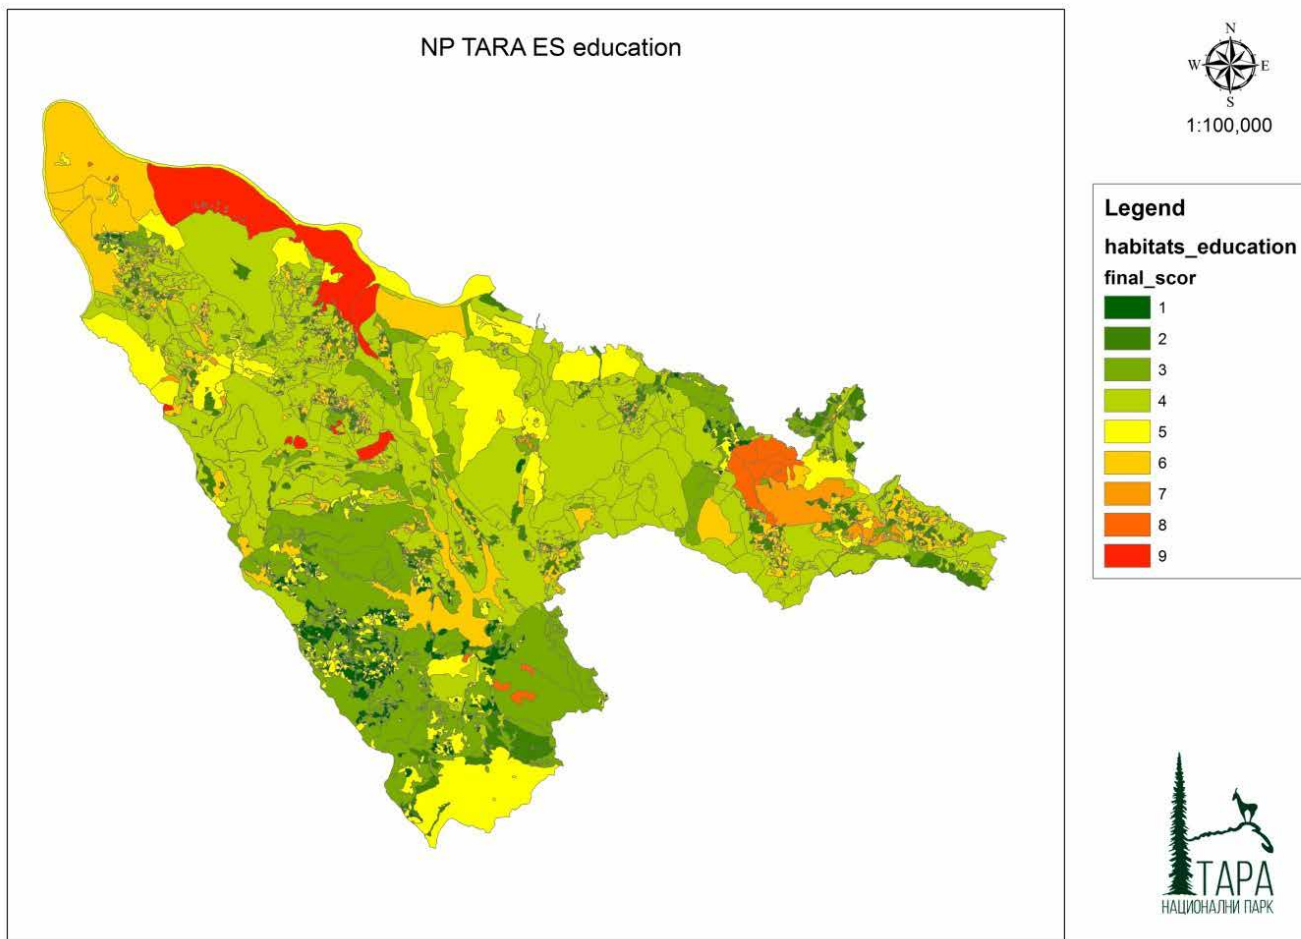 NP TARA ES education
N
W E
S
1:100,000
Legend
habitats_education
final_scor
1
2
3
4
5
6
7
8
9
ТАРА
НАЦИОНАЛНИ ПАРК